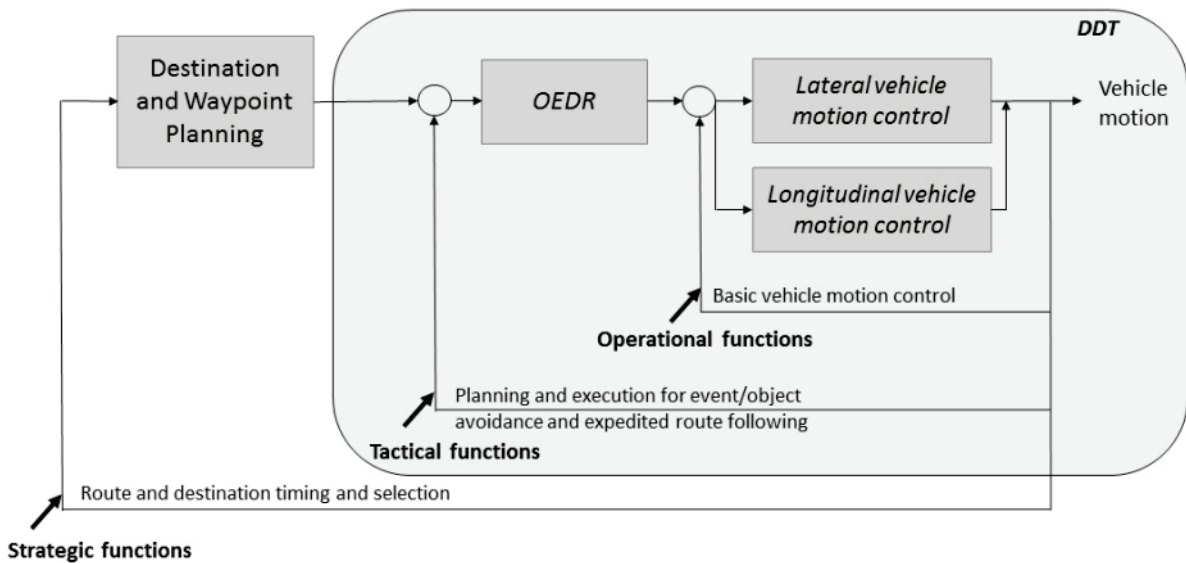 DDT
Destination
and Waypoint
Planning
OEDR
Lateral vehicle
motion control
Vehicle
motion
Longitudinal vehicle
motion control
Basic vehicle motion control
Operational functions
Planning and execution for event/object
avoidance and expedited route following
Tactical functions
Route and destination timing and selection
Strategic functions